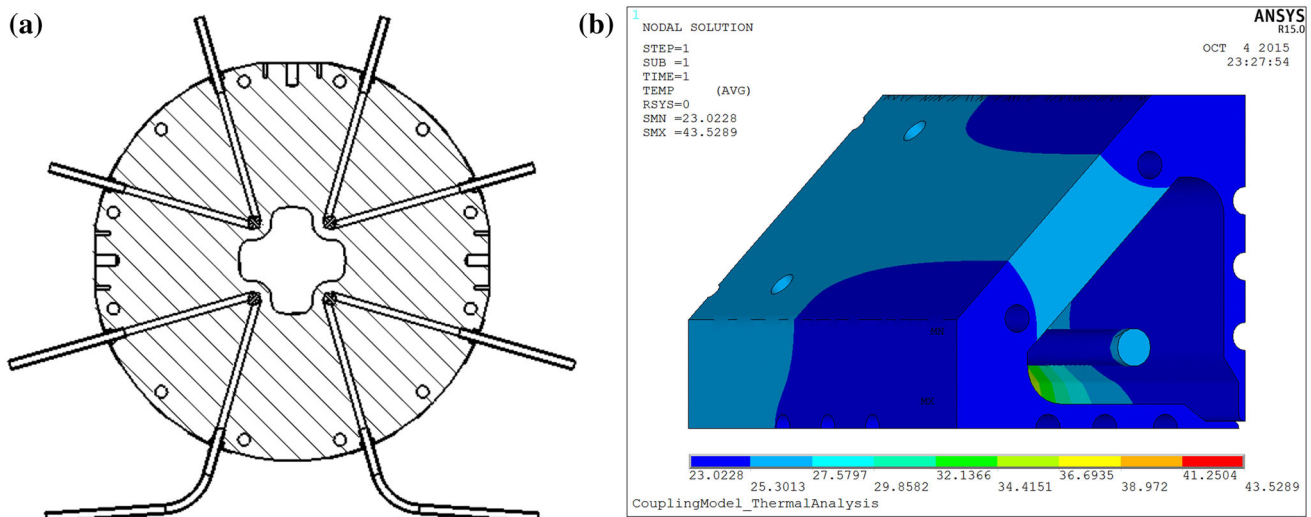 (a)
(b)
1
NODAL SOLUTION
STEP=1
SUB =1
TIME=1
TEMP (AVG)
RSYS=0
SMN =23.0228
SMX =43.5289
ANSYS
R15.0
OCT 4 2015
23:27:54
MN
MX
23.0228 27.5797 32.1366 36.6935 41.2504
25.3013 29.8582 34.4151 38.972 43.5289
CouplingModel_ThermalAnalysis